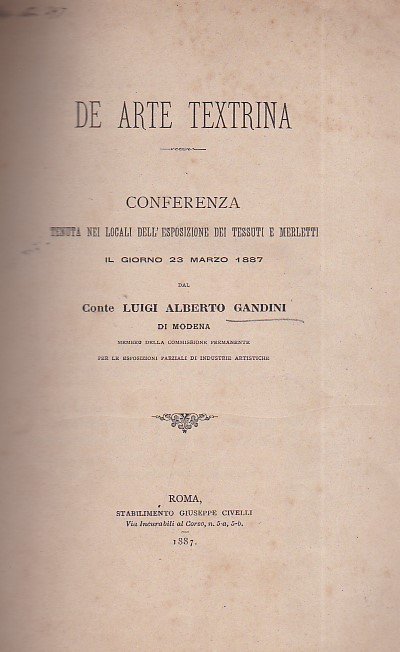 DE ARTE TEXTRINA
CONFERENZA
TENUTA NEI LOCALI DELL'ESPOSIZIONE DEI TESSUTI E MERLETTI
IL GIORNO 23 MARZO 1887
DAL
Conte LUIGI ALBERTO GANDINI
DI MODENA
MEMBRO DELLA COMMISSIONE PERMANENTE
PER LE ESPOSIZIONI PARZIALI DI INDUSTRIE ARTISTICHE
ROMA,
STABILIMENTO GIUSEPPE CIVELLI
Via Incurabili al Corso, n. 5-a, 5-b.
1887.